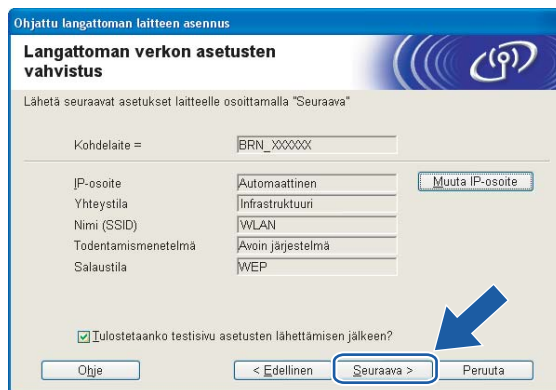 Ohjattu langattoman laitteen asennus
Langattoman verkon asetusten
vahvistus
Lähetä seuraavat asetukset laitteelle osoittamalla "Seuraava"
Kohdelaite = BRN_XXXXXX
IP-osoite Automaattinen Muuta IP-osoite
Yhteystila Infrastruktuuri
Nimi (SSID) WLAN
Todentamismenetelmä Avoin järjestelmä
Salaustila WEP
Tulostetaanko testisivu asetusten lähettämisen jälkeen?
Ohje < Edellinen Seuraava > Peruuta